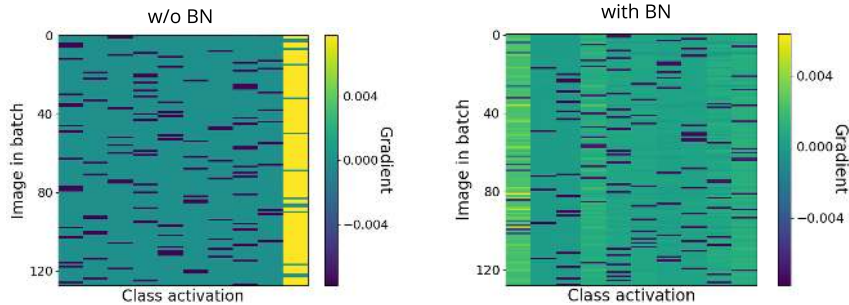 w/o BN
0
40
80
120
Image in batch
Class activation
0.004
0.000
−0.004
Gradient
with BN
0
40
80
120
Image in batch
Class activation
0.004
0.000
−0.004
Gradient